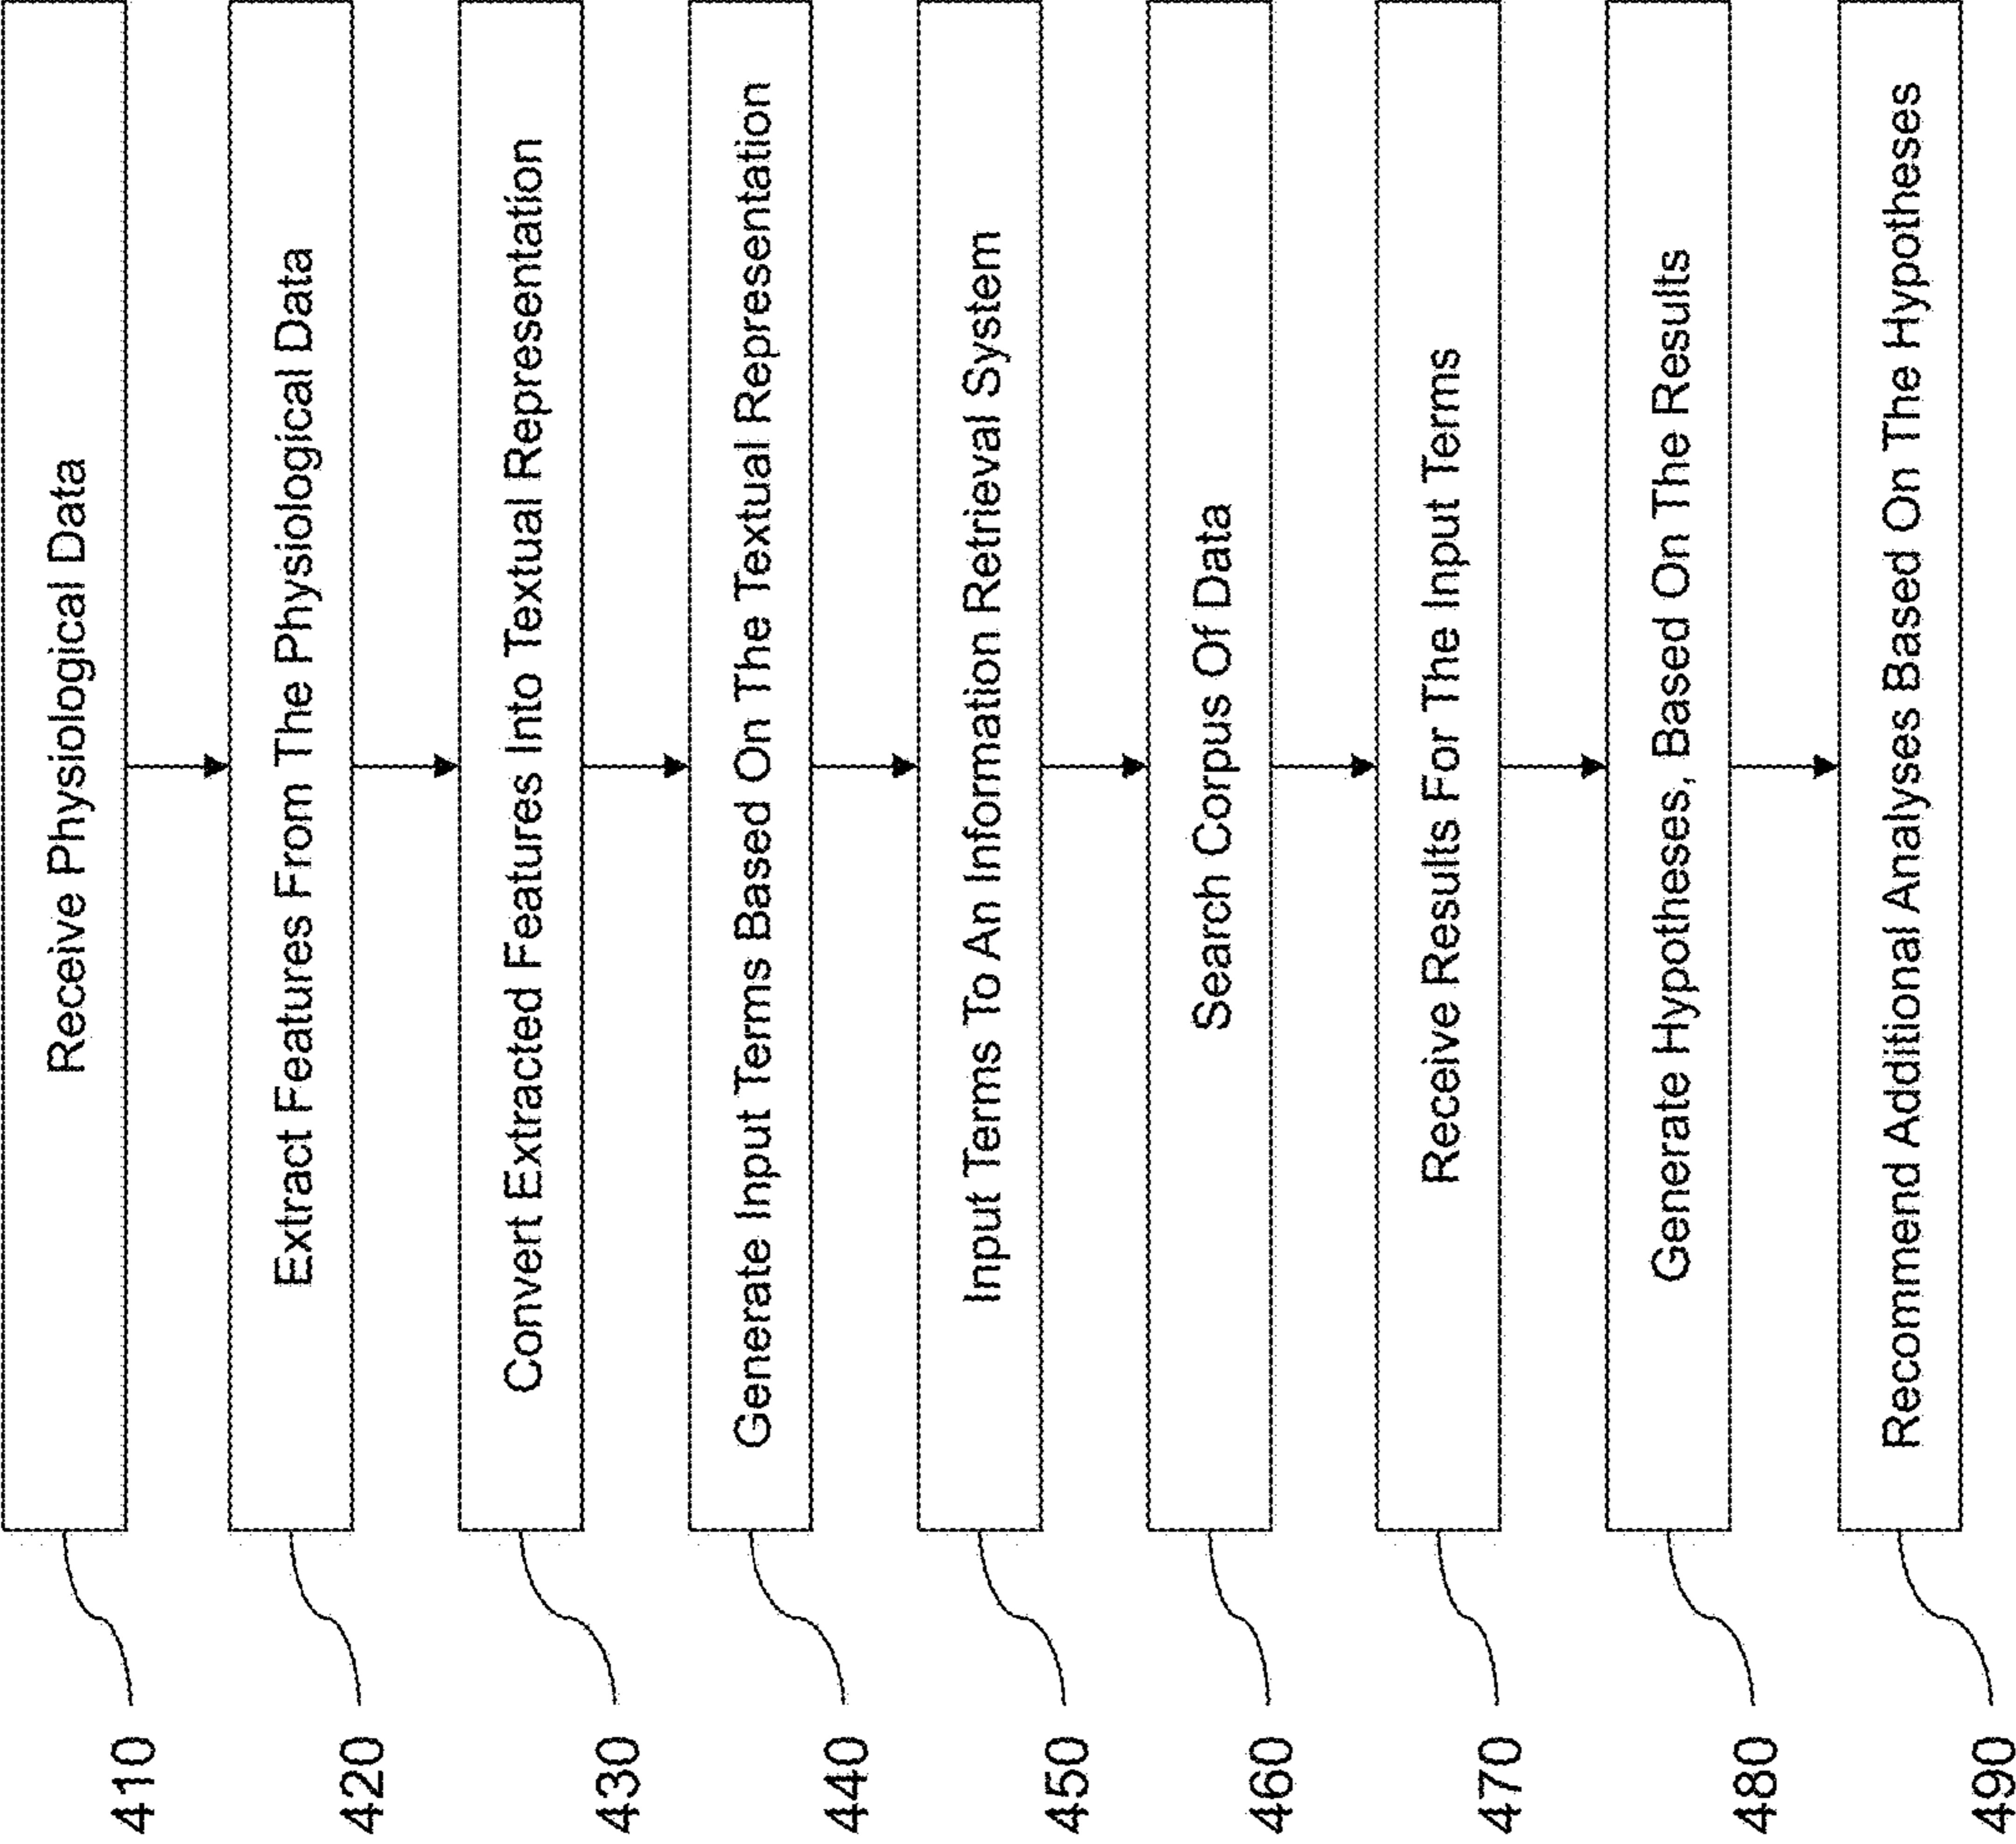 410
Receive Physiological Data
420
Extract Features From The Physiological Data
430
Convert Extracted Features Into Textual Representation
440
Generate Input Terms Based On The Textual Representation
450
Input Terms To An Information Retrieval System
460
Search Corpus Of Data
470
Receive Results For The Input Terms
480
Generate Hypotheses, Based On The Results
490
Recommend Additional Analyses Based On The Hypotheses